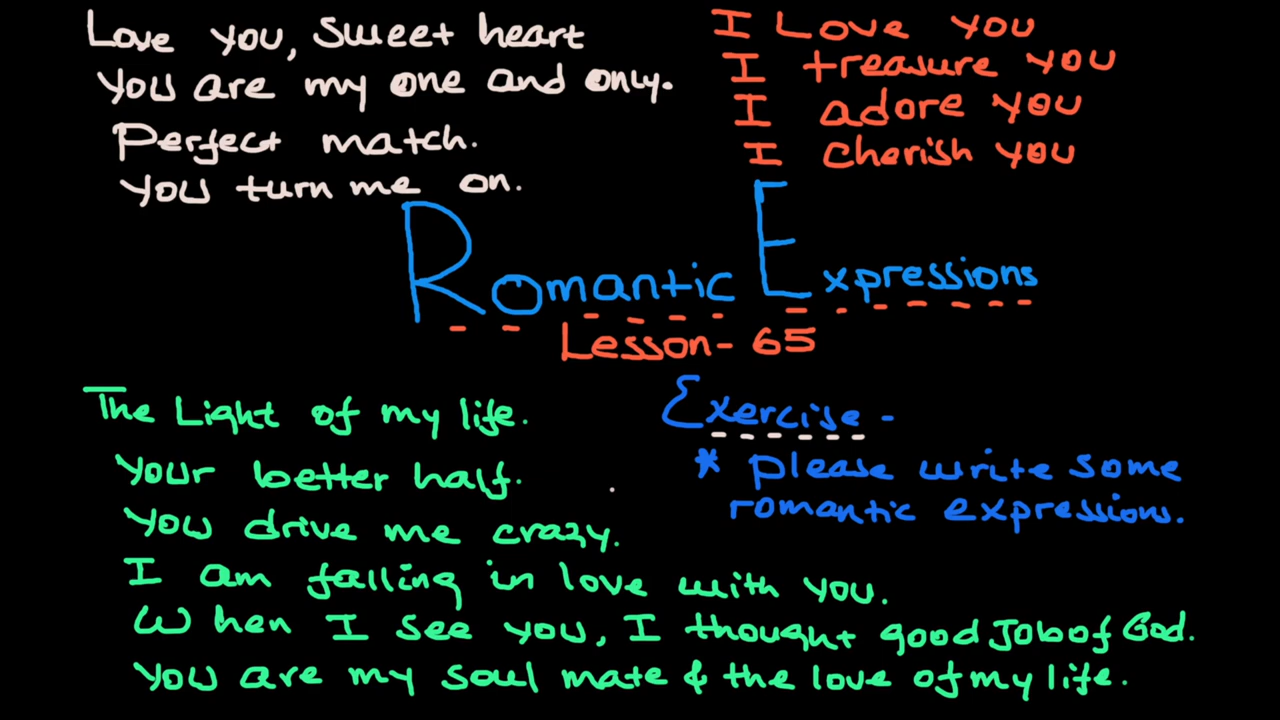 Love you, Sweet heart
You are my one and only.
Perfect match.
You turn me on.
I Love you
I treasure you
I adore you
I cherish you
Romantic Expressions
Lesson- 65
The Light of my life.
Your better half.
You drive me crazy.
I am falling in love with you.
When I see you, I thought good Job of God.
You are my soul mate & the love of my life.
Exercise -
* please write some
romantic expressions.